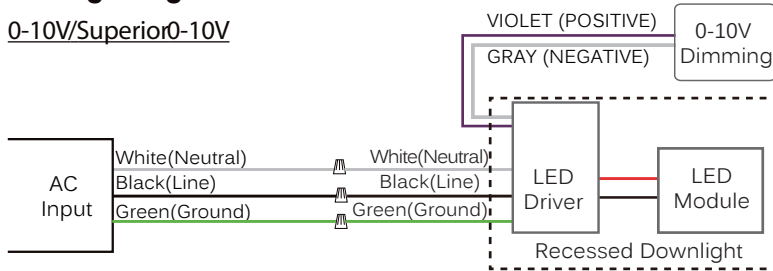 0-10V/Superior0-10V
VIOLET (POSITIVE)
GRAY (NEGATIVE)
0-10V
Dimming
AC
Input
White(Neutral)
Black(Line)
Green(Ground)
White(Neutral)
Black(Line)
Green(Ground)
LED
Driver
LED
Module
Recessed Downlight